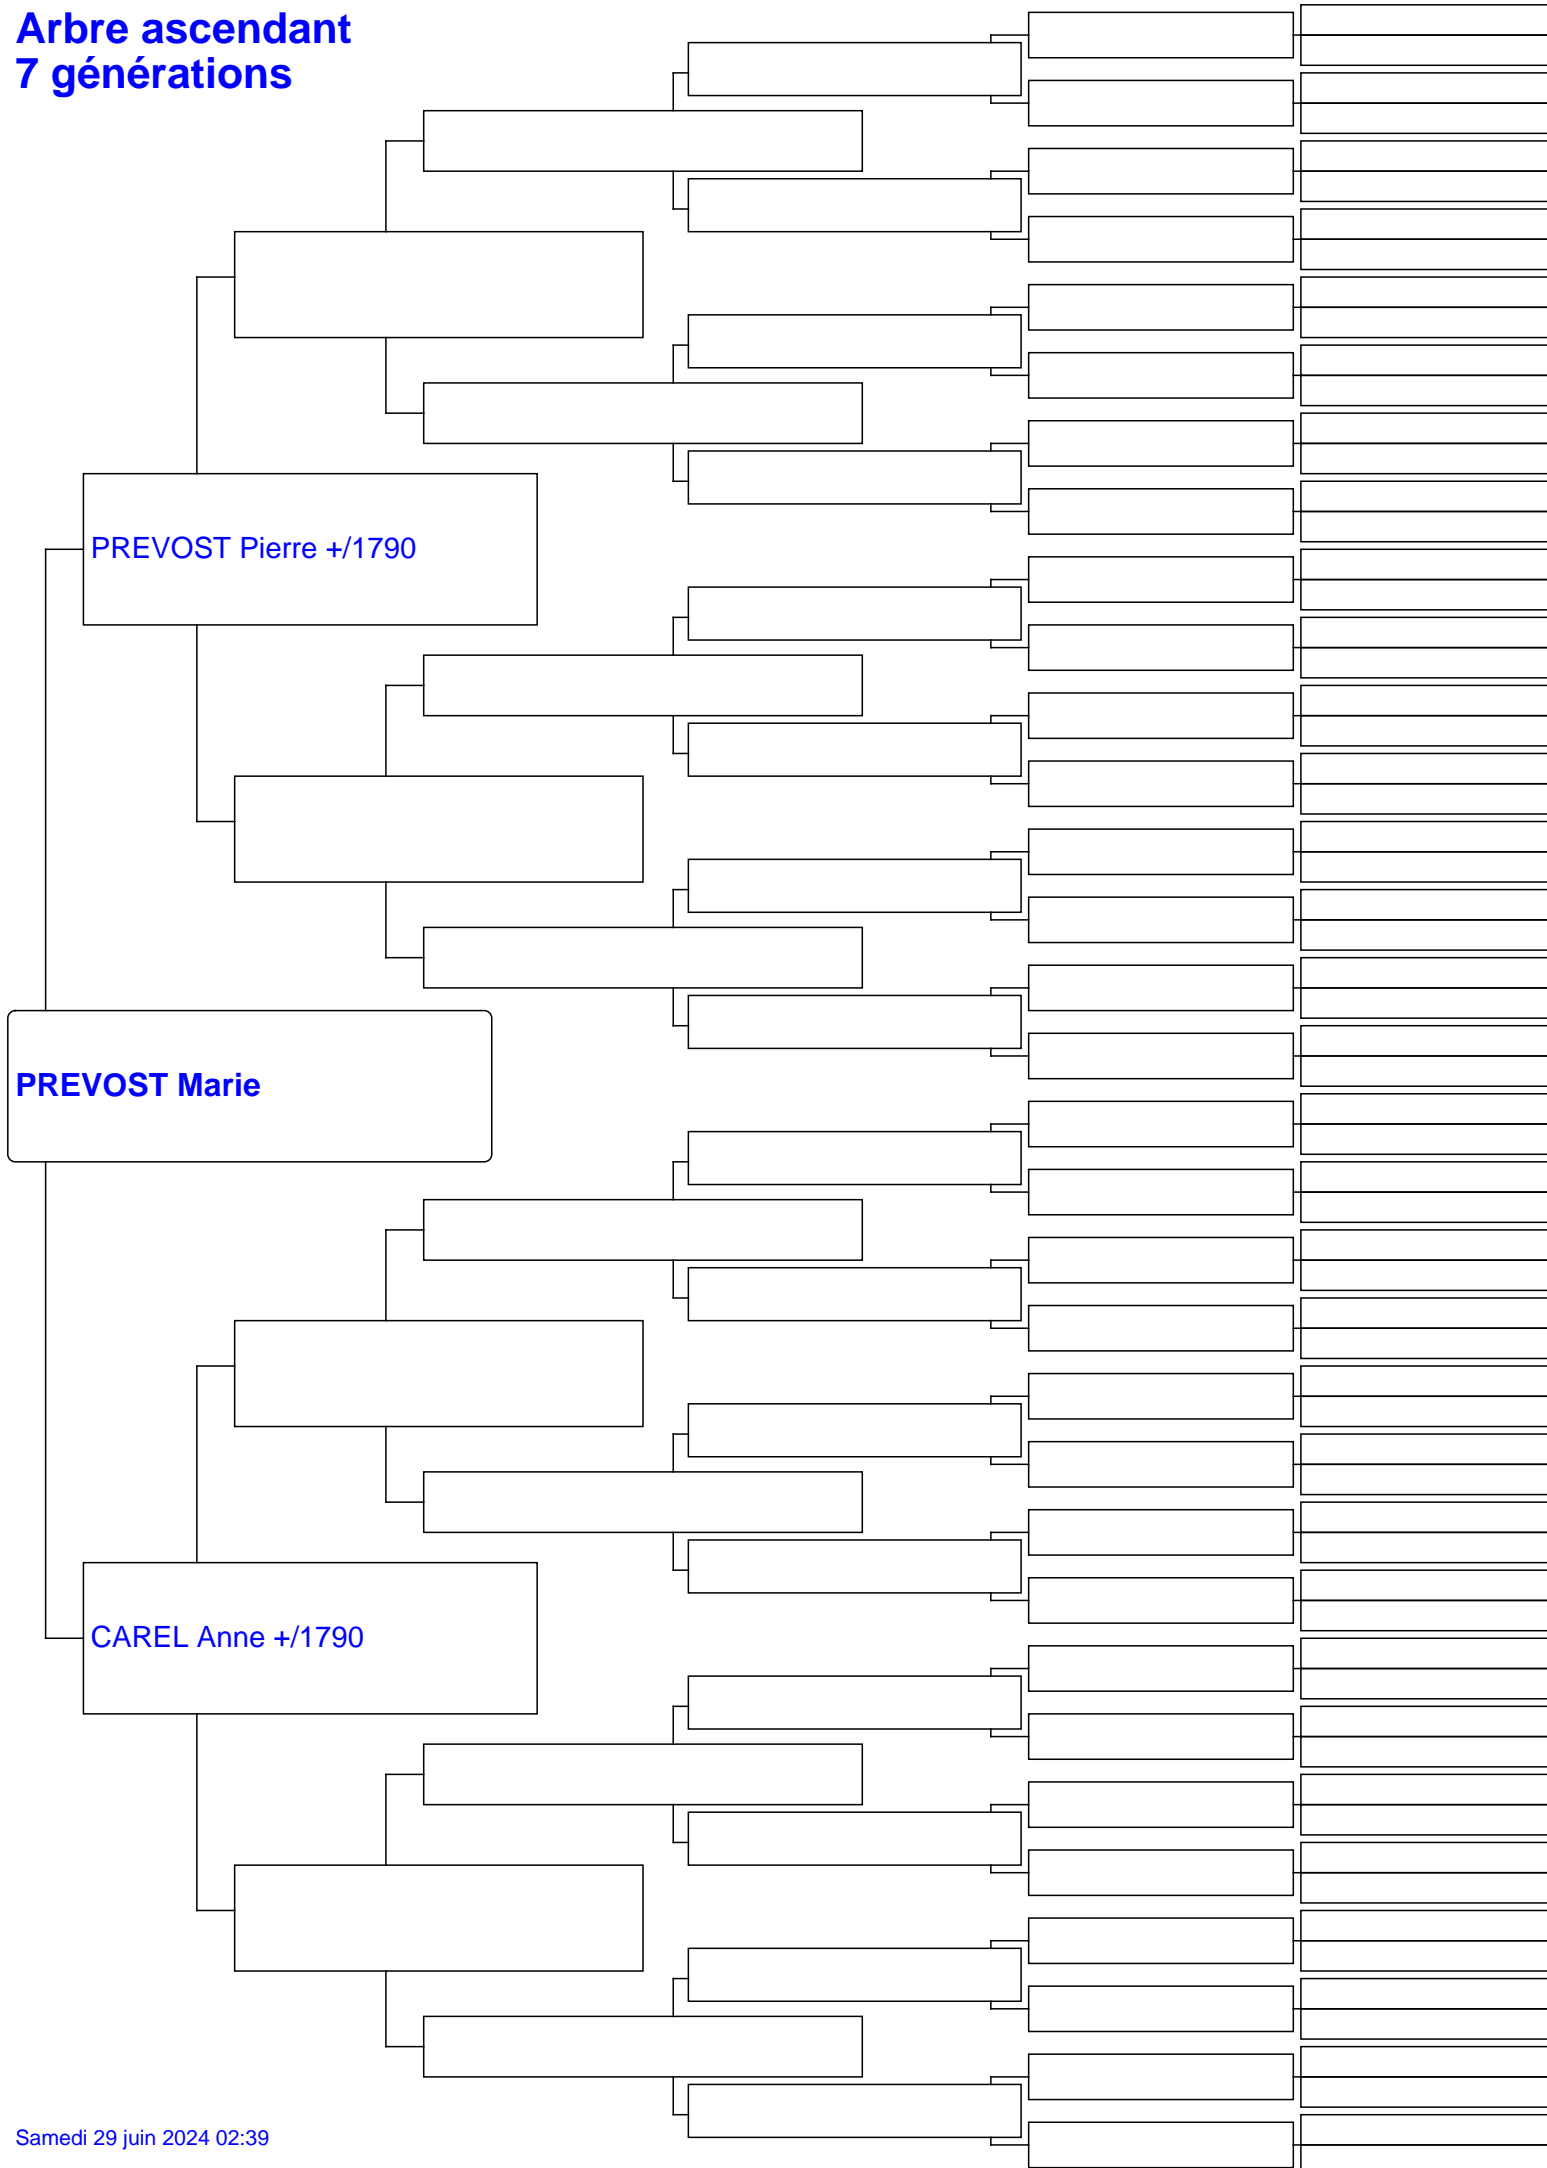 Arbre ascendant
7 générations
PREVOST Pierre +/1790
PREVOST Marie
CAREL Anne +/1790
Samedi 29 juin 2024 02:39